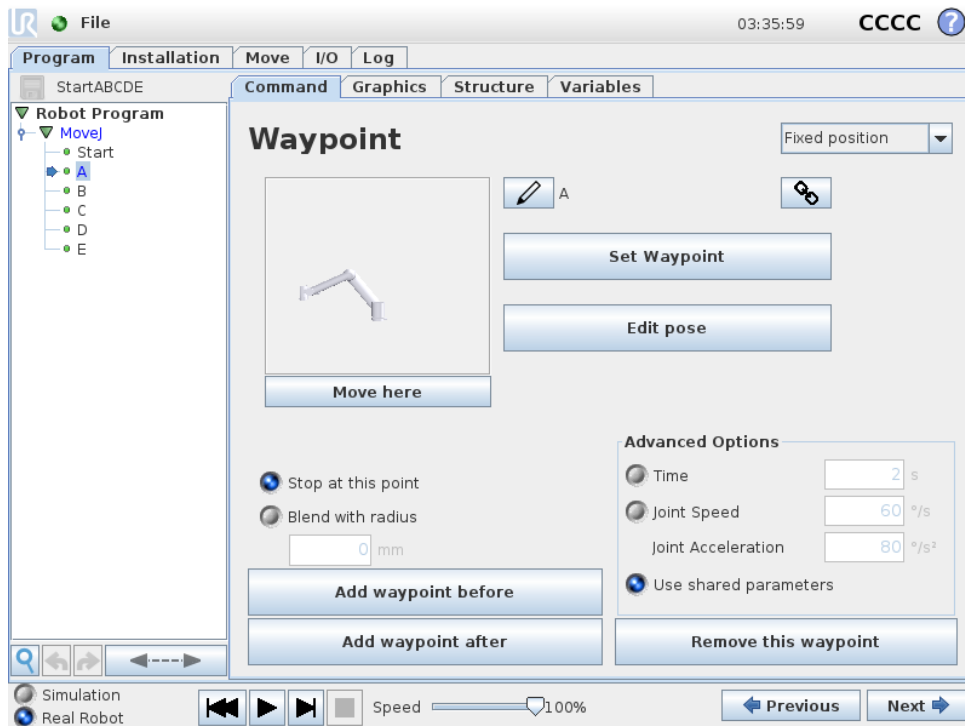 UR File 03:35:59 CCCC ?
Program Installation Move I/O Log
StartABCDE
Command Graphics Structure Variables
Robot Program
MoveJ
Start
A
B
C
D
E
Waypoint
Fixed position
A
Set Waypoint
Edit pose
Move here
Stop at this point
Blend with radius
0 mm
Advanced Options
Time 2 s
Joint Speed 60 °/s
Joint Acceleration 80 °/s²
Use shared parameters
Add waypoint before
Add waypoint after
Remove this waypoint
Simulation
Real Robot
Speed 100%
Previous
Next